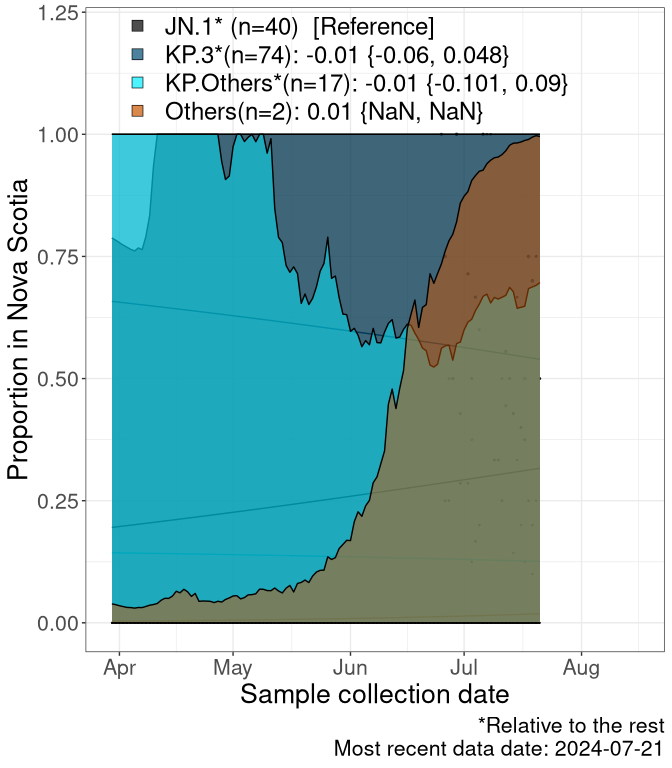 JN.1* (n=40)  [Reference]
KP.3*(n=74): -0.01 {-0.06, 0.048}
KP.Others*(n=17): -0.01 {-0.101, 0.09}
Others(n=2): 0.01 {NaN, NaN}
Proportion in Nova Scotia
1.25
1.00
0.75
0.50
0.25
0.00
Apr May Jun Jul Aug
Sample collection date
*Relative to the rest
Most recent data date: 2024-07-21